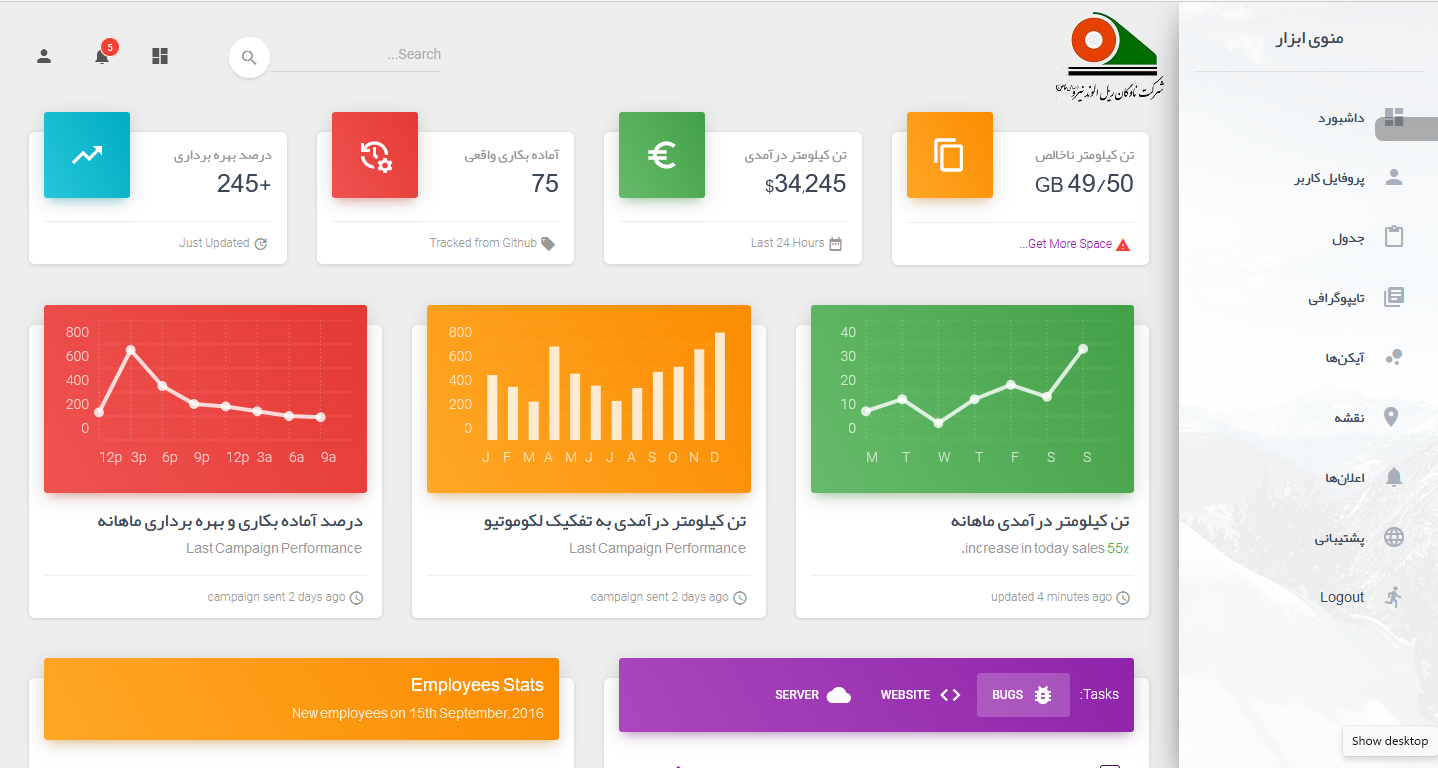 منوی ابزار
داشبورد
پروفایل کاربر
جدول
تایپوگرافی
آیکن‌ها
نقشه
اعلان‌ها
پشتیبانی
Logout
Show desktop
5
Search...
شرکت ناوگان ریل الوند نیرو
تن کیلومتر ناخالص
49/50 GB
Get More Space...
تن کیلومتر درآمدی
$34,245
Last 24 Hours
آماده بکاری واقعی
75
Tracked from Github
درصد بهره برداری
+245
Just Updated
40
30
20
10
0
M T W T F S S
تن کیلومتر درآمدی ماهانه
55% increase in today sales.
updated 4 minutes ago
800
600
400
200
0
J F M A M J J A S O N D
تن کیلومتر درآمدی به تفکیک لکوموتیو
Last Campaign Performance
campaign sent 2 days ago
800
600
400
200
0
12p 3p 6p 9p 12p 3a 6a 9a
درصد آماده بکاری و بهره برداری ماهانه
Last Campaign Performance
campaign sent 2 days ago
Tasks: BUGS WEBSITE SERVER
Employees Stats
New employees on 15th September, 2016